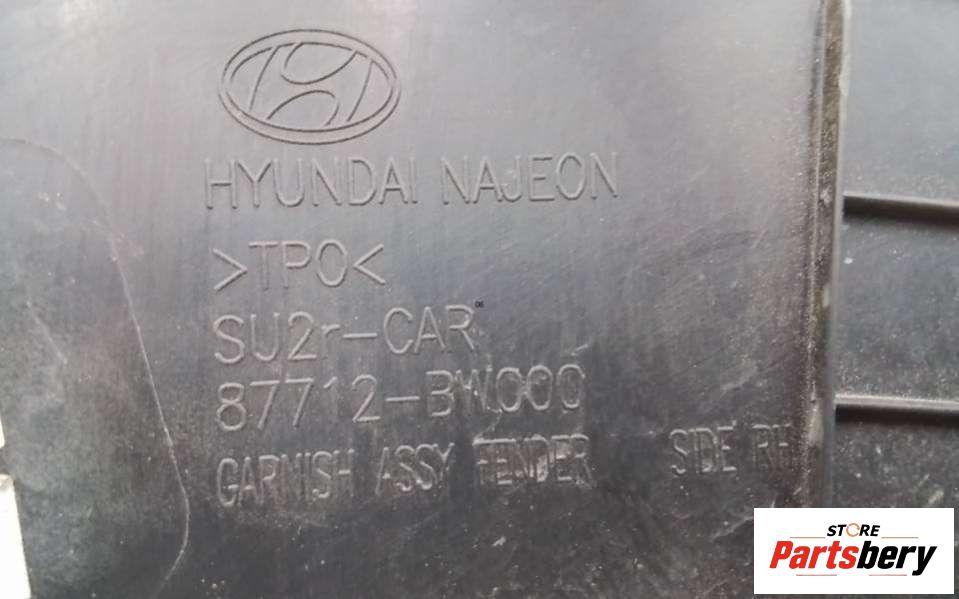 HYUNDAI NAJEON
>TPO<
SU2r-CAR
87712-BW000
GARNISH ASSY FENDER SIDE RH
STORE
Partsbery